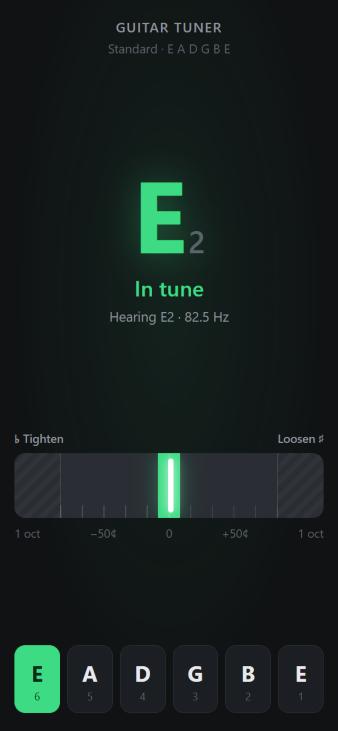 GUITAR TUNER
Standard · E A D G B E
E2
In tune
Hearing E2 · 82.5 Hz
♭ Tighten Loosen ♯
1 oct −50¢ 0 +50¢ 1 oct
E A D G B E
6 5 4 3 2 1